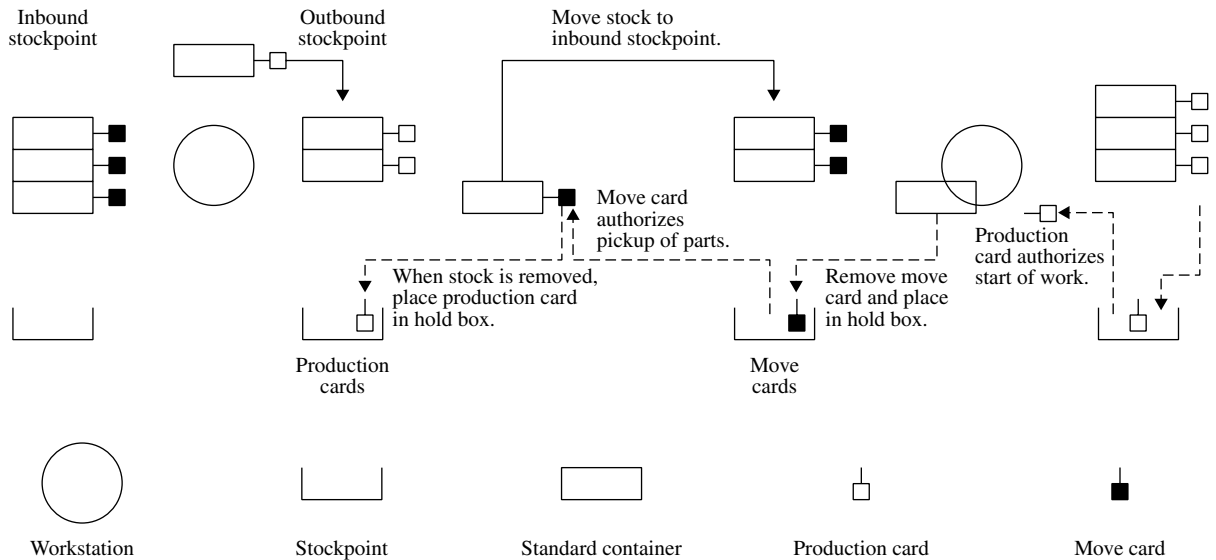 Inbound
stockpoint
Outbound
stockpoint
Move stock to
inbound stockpoint.
Move card
authorizes
pickup of parts.
Production
card authorizes
start of work.
When stock is removed,
place production card
in hold box.
Remove move
card and place
in hold box.
Production
cards
Move
cards
Workstation
Stockpoint
Standard container
Production card
Move card